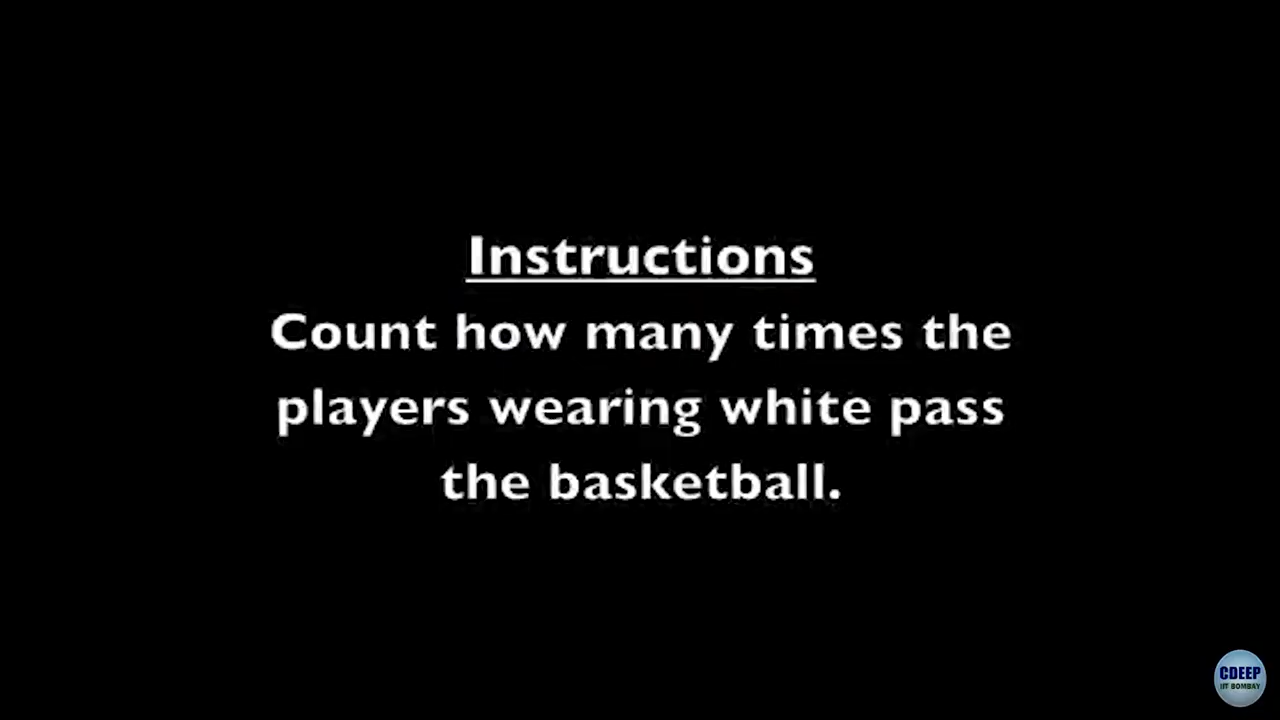 Instructions
Count how many times the
players wearing white pass
the basketball.
CDEEP
IIT BOMBAY